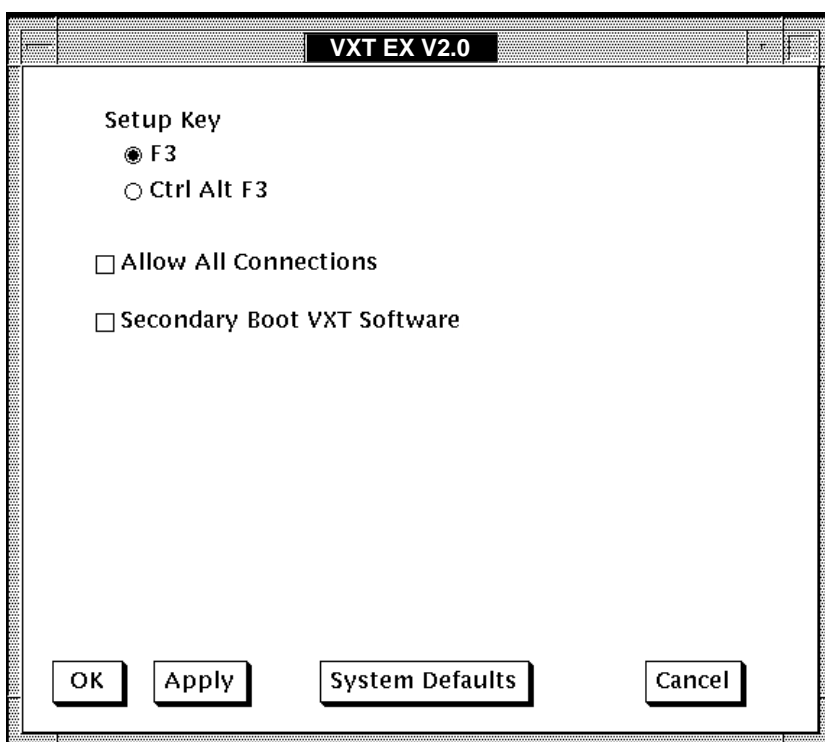 VXT EX V2.0
Setup Key
F3
Ctrl Alt F3
Allow All Connections
Secondary Boot VXT Software
OK Apply System Defaults Cancel